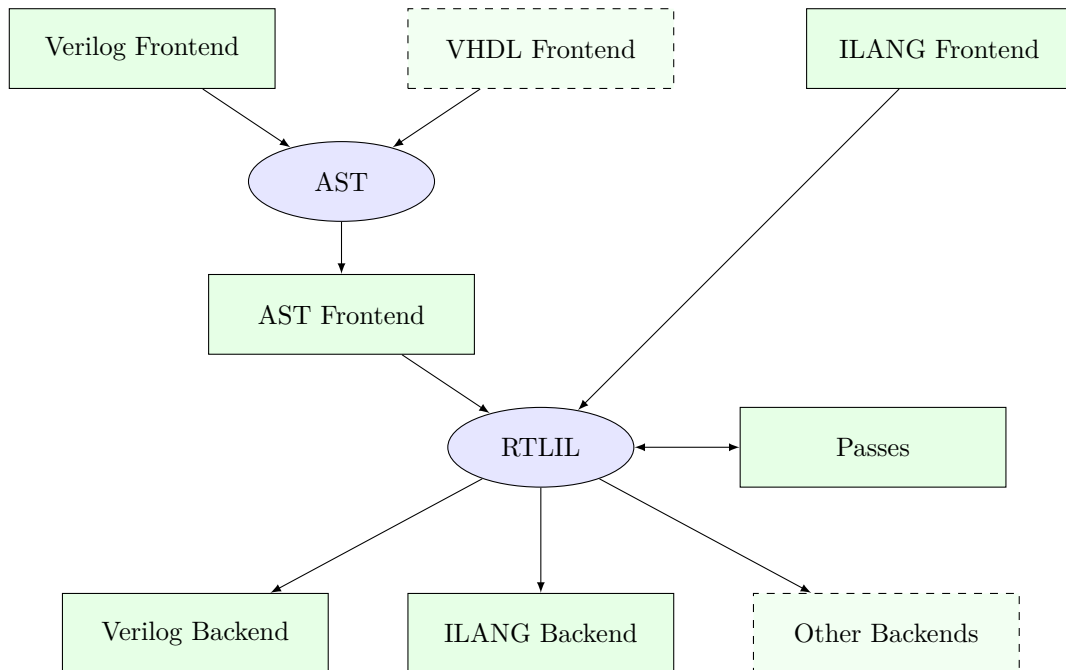 Verilog Frontend
VHDL Frontend
ILANG Frontend
AST
AST Frontend
RTLIL
Passes
Verilog Backend
ILANG Backend
Other Backends